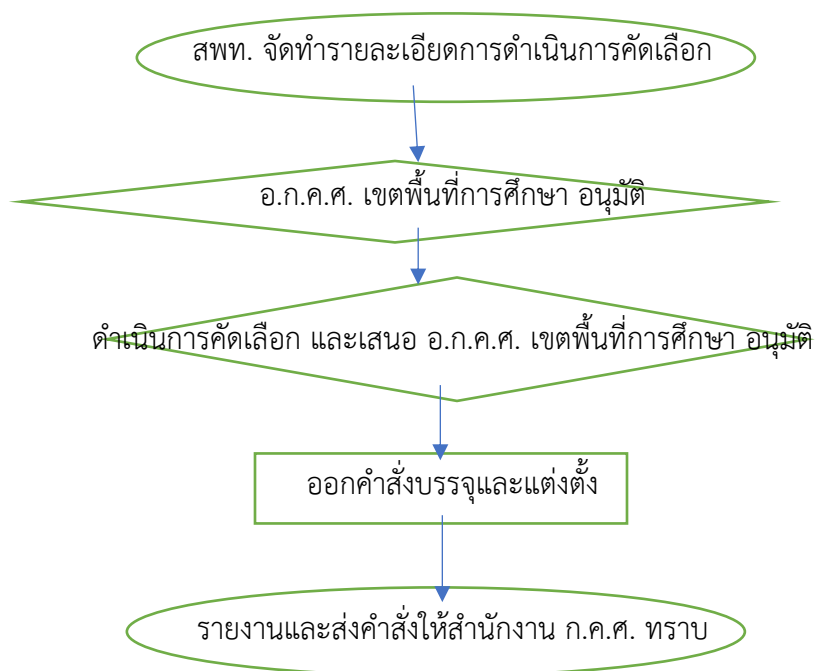 สพท. จัดทำรายละเอียดการดำเนินการคัดเลือก
อ.ก.ค.ศ. เขตพื้นที่การศึกษา อนุมัติ
ดำเนินการคัดเลือก และเสนอ อ.ก.ค.ศ. เขตพื้นที่การศึกษา อนุมัติ
ออกคำสั่งบรรจุและแต่งตั้ง
รายงานและส่งคำสั่งให้สำนักงาน ก.ค.ศ. ทราบ